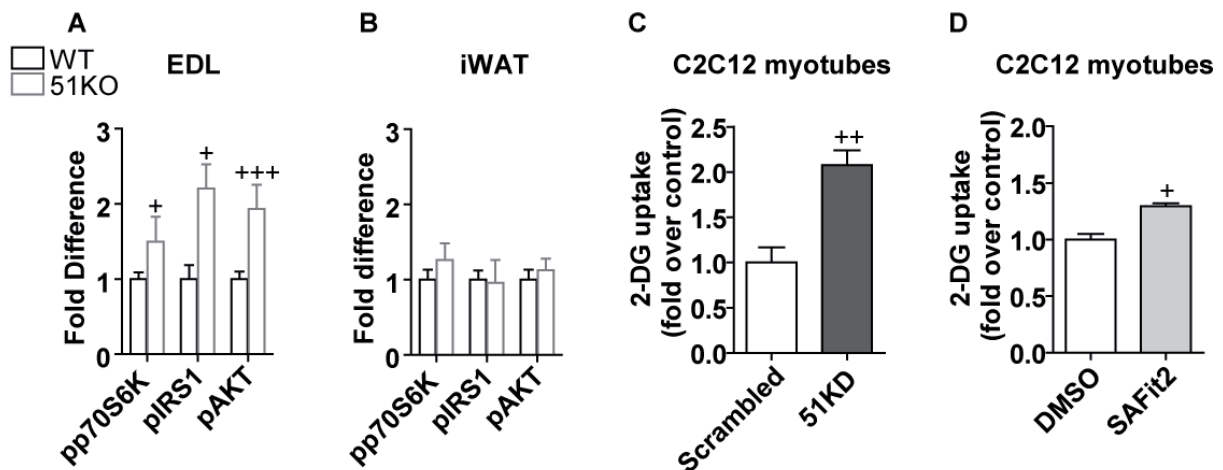 A
B
C
D
WT
51KO
EDL
iWAT
C2C12 myotubes
C2C12 myotubes
Fold Difference
3
2
1
0
+
+
+++
pp70S6K
pIRS1
pAKT
Fold difference
3
2
1
0
pp70S6K
pIRS1
pAKT
2-DG uptake
(fold over control)
2.5
2.0
1.5
1.0
0.5
0.0
++
Scrambled
51KD
2-DG uptake
(fold over control)
2.0
1.5
1.0
0.5
0.0
+
DMSO
SAFit2